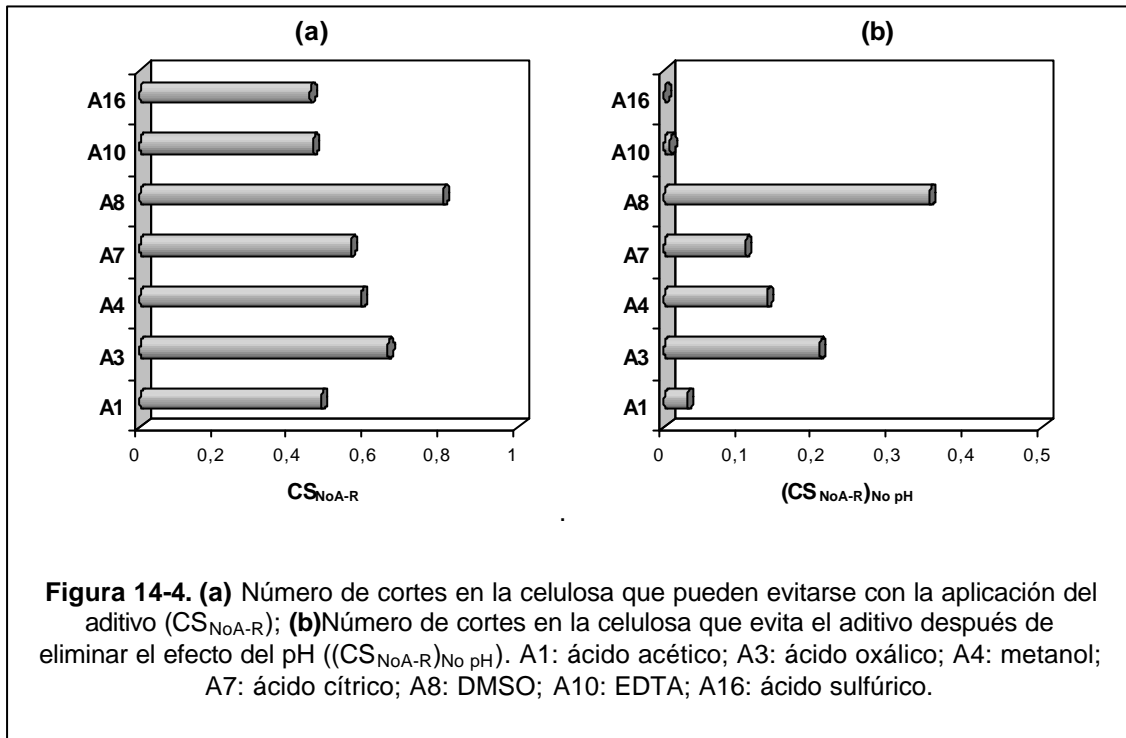 (a)
A16
A10
A8
A7
A4
A3
A1
0 0,2 0,4 0,6 0,8 1
CS NoA-R
(b)
A16
A10
A8
A7
A4
A3
A1
0 0,1 0,2 0,3 0,4 0,5
(CS NoA-R)No pH
.
Figura 14-4. (a) Número de cortes en la celulosa que pueden evitarse con la aplicación del
aditivo (CSNoA-R); (b)Número de cortes en la celulosa que evita el aditivo después de
eliminar el efecto del pH ((CSNoA-R)No pH). A1: ácido acético; A3: ácido oxálico; A4: metanol;
A7: ácido cítrico; A8: DMSO; A10: EDTA; A16: ácido sulfúrico.